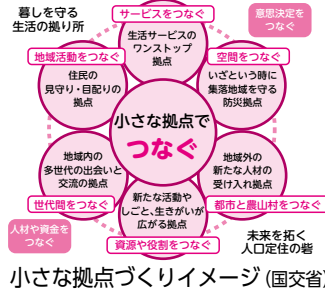 暮しを守る
生活の拠り所
サービスをつなぐ
意思決定を
つなぐ
生活サービスの
ワンストップ
拠点
地域活動をつなぐ
空間をつなぐ
住民の
見守り・目配りの
拠点
いざという時に
集落地域を守る
防災拠点
小さな拠点で
つなぐ
地域内の
多世代の出会いと
交流の拠点
地域外の
新たな人材の
受け入れ拠点
新たな活動や
しごと、生きがいが
広がる拠点
世代間をつなぐ
都市と農山村をつなぐ
人材や資金を
つなぐ
資源や役割をつなぐ
未来を拓く
人口定住の砦
小さな拠点づくりイメージ(国交省)